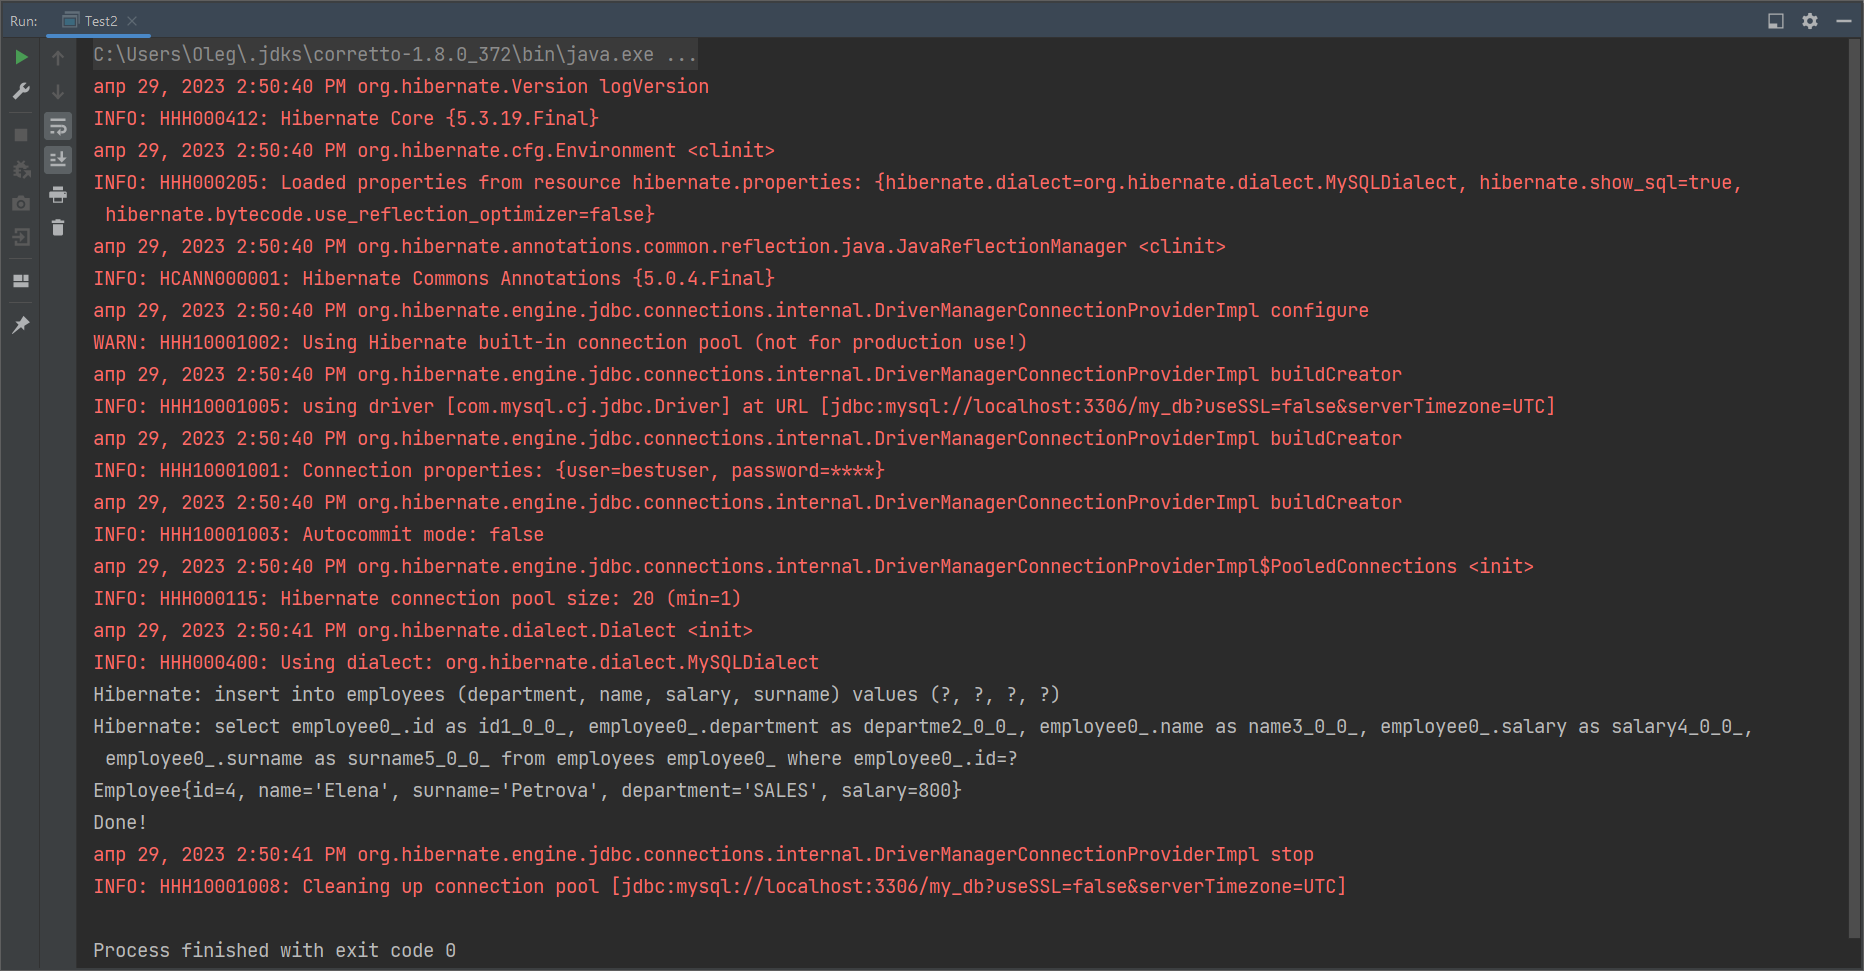 Run: Test2
C:\Users\Oleg\.jdks\corretto-1.8.0_372\bin\java.exe ...
апр 29, 2023 2:50:40 PM org.hibernate.Version logVersion
INFO: HHH000412: Hibernate Core {5.3.19.Final}
апр 29, 2023 2:50:40 PM org.hibernate.cfg.Environment <clinit>
INFO: HHH000205: Loaded properties from resource hibernate.properties: {hibernate.dialect=org.hibernate.dialect.MySQLDialect, hibernate.show_sql=true,
hibernate.bytecode.use_reflection_optimizer=false}
апр 29, 2023 2:50:40 PM org.hibernate.annotations.common.reflection.java.JavaReflectionManager <clinit>
INFO: HCANN000001: Hibernate Commons Annotations {5.0.4.Final}
апр 29, 2023 2:50:40 PM org.hibernate.engine.jdbc.connections.internal.DriverManagerConnectionProviderImpl configure
WARN: HHH10001002: Using Hibernate built-in connection pool (not for production use!)
апр 29, 2023 2:50:40 PM org.hibernate.engine.jdbc.connections.internal.DriverManagerConnectionProviderImpl buildCreator
INFO: HHH10001005: using driver [com.mysql.cj.jdbc.Driver] at URL [jdbc:mysql://localhost:3306/my_db?useSSL=false&serverTimezone=UTC]
апр 29, 2023 2:50:40 PM org.hibernate.engine.jdbc.connections.internal.DriverManagerConnectionProviderImpl buildCreator
INFO: HHH10001001: Connection properties: {user=bestuser, password=****}
апр 29, 2023 2:50:40 PM org.hibernate.engine.jdbc.connections.internal.DriverManagerConnectionProviderImpl buildCreator
INFO: HHH10001003: Autocommit mode: false
апр 29, 2023 2:50:40 PM org.hibernate.engine.jdbc.connections.internal.DriverManagerConnectionProviderImpl$PooledConnections <init>
INFO: HHH000115: Hibernate connection pool size: 20 (min=1)
апр 29, 2023 2:50:41 PM org.hibernate.dialect.Dialect <init>
INFO: HHH000400: Using dialect: org.hibernate.dialect.MySQLDialect
Hibernate: insert into employees (department, name, salary, surname) values (?, ?, ?, ?)
Hibernate: select employee0_.id as id1_0_0_, employee0_.department as departme2_0_0_, employee0_.name as name3_0_0_, employee0_.salary as salary4_0_0_,
employee0_.surname as surname5_0_0_ from employees employee0_ where employee0_.id=?
Employee{id=4, name='Elena', surname='Petrova', department='SALES', salary=800}
Done!
апр 29, 2023 2:50:41 PM org.hibernate.engine.jdbc.connections.internal.DriverManagerConnectionProviderImpl stop
INFO: HHH10001008: Cleaning up connection pool [jdbc:mysql://localhost:3306/my_db?useSSL=false&serverTimezone=UTC]
Process finished with exit code 0